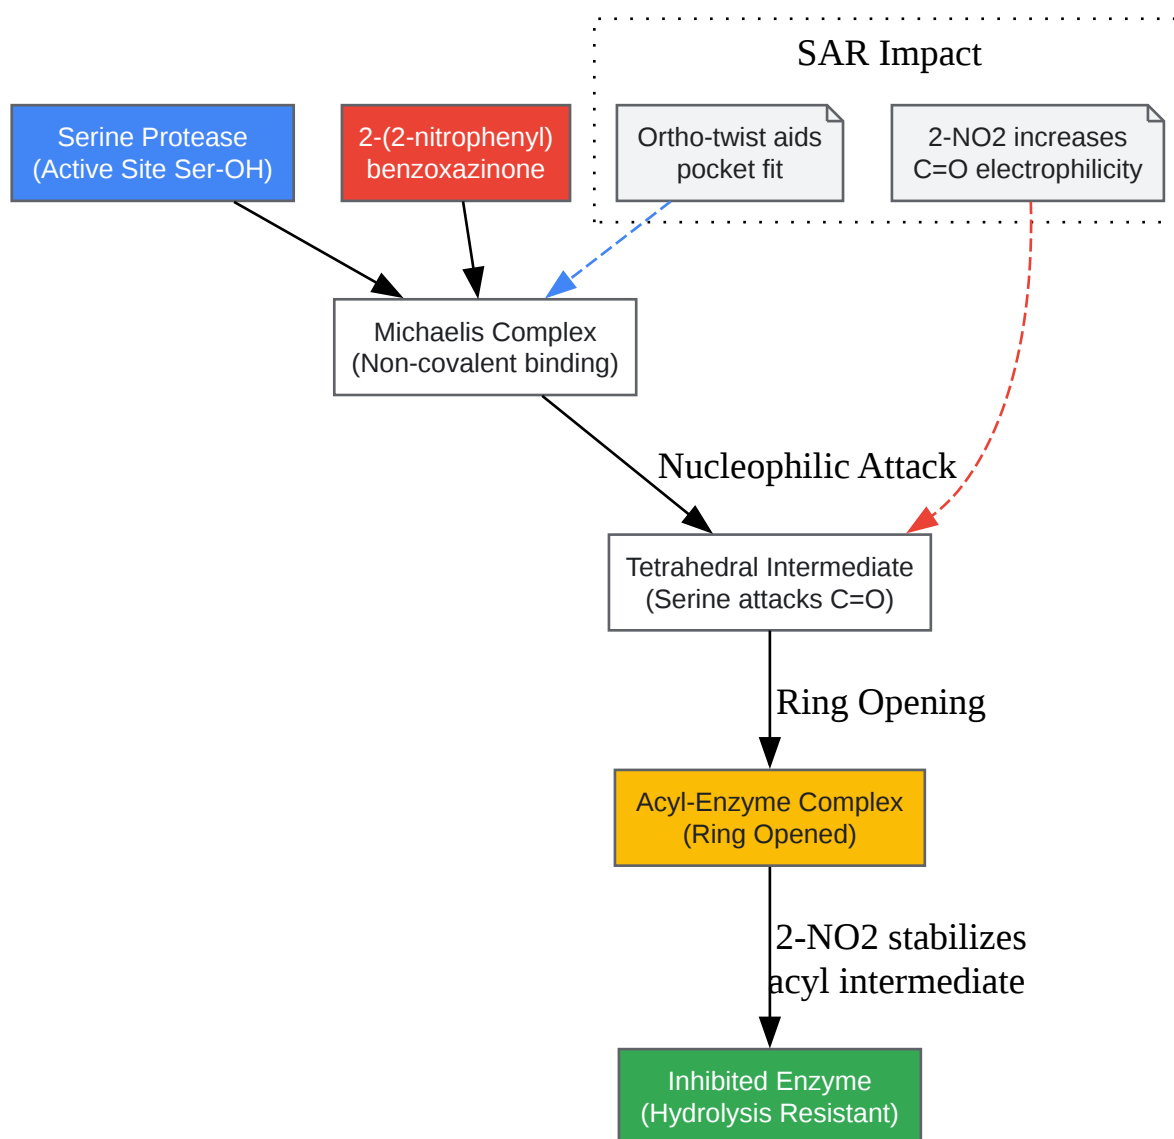 SAR Impact
Serine Protease
(Active Site Ser-OH)
2-(2-nitrophenyl)
benzoxazinone
Ortho-twist aids
pocket fit
2-NO2 increases
C=O electrophilicity
Michaelis Complex
(Non-covalent binding)
Nucleophilic Attack
Tetrahedral Intermediate
(Serine attacks C=O)
Ring Opening
Acyl-Enzyme Complex
(Ring Opened)
2-NO2 stabilizes
acyl intermediate
Inhibited Enzyme
(Hydrolysis Resistant)